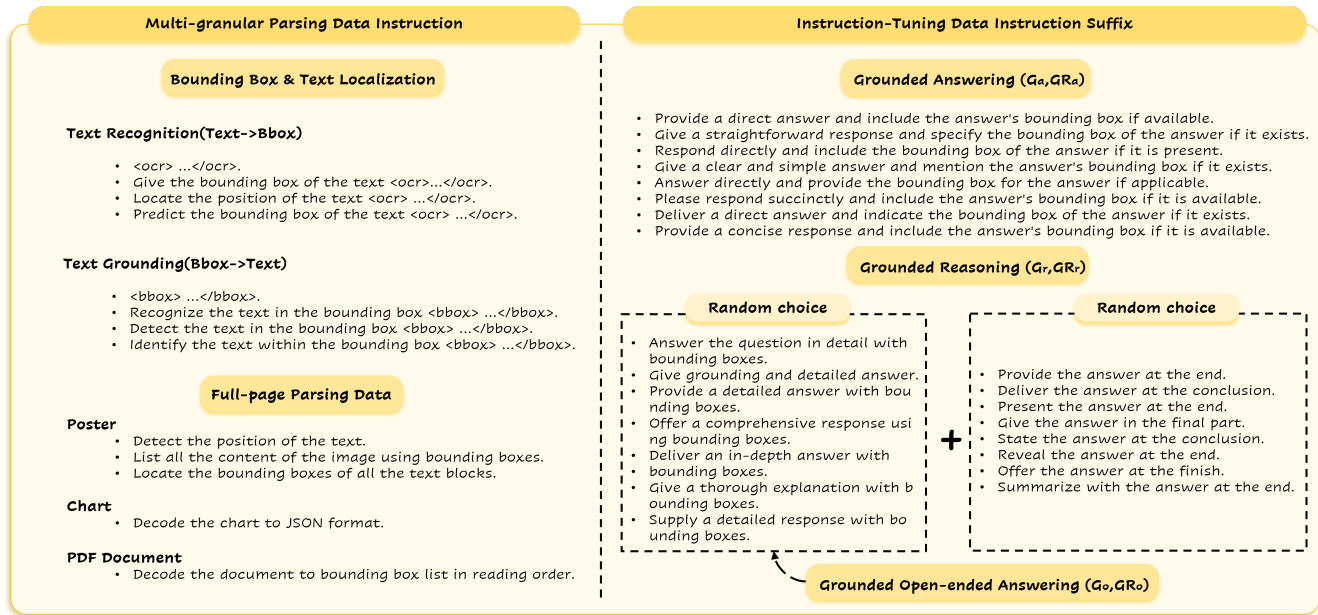 Multi-granular Parsing Data Instruction
Bounding Box & Text Localization
Text Recognition(Text->Bbox)
• <ocr> ...</ocr>.
• Give the bounding box of the text <ocr>...</ocr>.
• Locate the position of the text <ocr> ...</ocr>.
• Predict the bounding box of the text <ocr> ...</ocr>.
Text Grounding(Bbox->Text)
• <bbox> ...</bbox>.
• Recognize the text in the bounding box <bbox> ...</bbox>.
• Detect the text in the bounding box <bbox> ...</bbox>.
• Identify the text within the bounding box <bbox> ...</bbox>.
Full-page Parsing Data
Poster
• Detect the position of the text.
• List all the content of the image using bounding boxes.
• Locate the bounding boxes of all the text blocks.
Chart
• Decode the chart to JSON format.
PDF Document
• Decode the document to bounding box list in reading order.
Instruction-Tuning Data Instruction Suffix
Grounded Answering (Ga,GRa)
• Provide a direct answer and include the answer's bounding box if available.
• Give a straightforward response and specify the bounding box of the answer if it exists.
• Respond directly and include the bounding box of the answer if it is present.
• Give a clear and simple answer and mention the answer's bounding box if it exists.
• Answer directly and provide the bounding box for the answer if applicable.
• Please respond succinctly and include the answer's bounding box if it is available.
• Deliver a direct answer and indicate the bounding box of the answer if it exists.
• Provide a concise response and include the answer's bounding box if it is available.
Grounded Reasoning (Gr,GRr)
Random choice
• Answer the question in detail with
bounding boxes.
• Give grounding and detailed answer.
• Provide a detailed answer with bou
nding boxes.
• Offer a comprehensive response usi
ng bounding boxes.
• Deliver an in-depth answer with
• bounding boxes.
• Give a thorough explanation with b
ounding boxes.
• Supply a detailed response with bo
unding boxes.
+
Random choice
• Provide the answer at the end.
• Deliver the answer at the conclusion.
• Present the answer at the end.
• Give the answer in the final part.
• State the answer at the conclusion.
• Reveal the answer at the end.
• Offer the answer at the finish.
• Summarize with the answer at the end.
Grounded Open-ended Answering (Go,GRo)